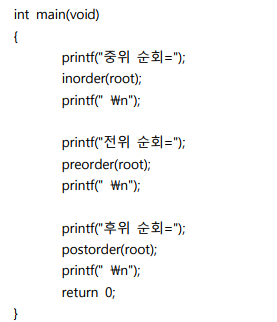 int main(void)
{
printf("중위 순회=");
inorder(root);
printf(" ₩n");
printf("전위 순회=");
preorder(root);
printf(" ₩n");
printf("후위 순회=");
postorder(root);
printf(" ₩n");
return 0;
}